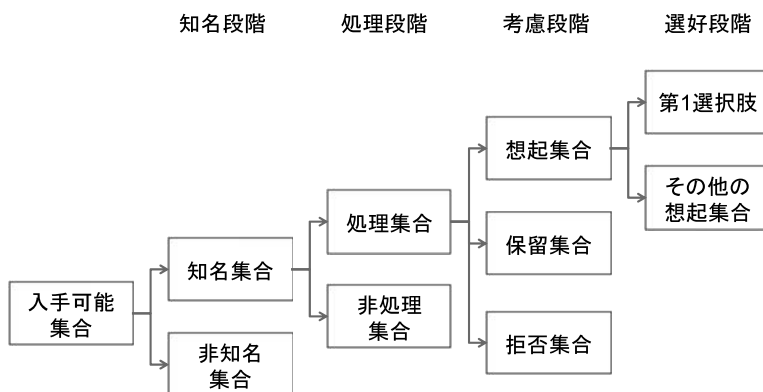 知名段階
処理段階
考慮段階
選好段階
第1選択肢
想起集合
その他の
想起集合
処理集合
保留集合
知名集合
入手可能
集合
非処理
集合
拒否集合
非知名
集合